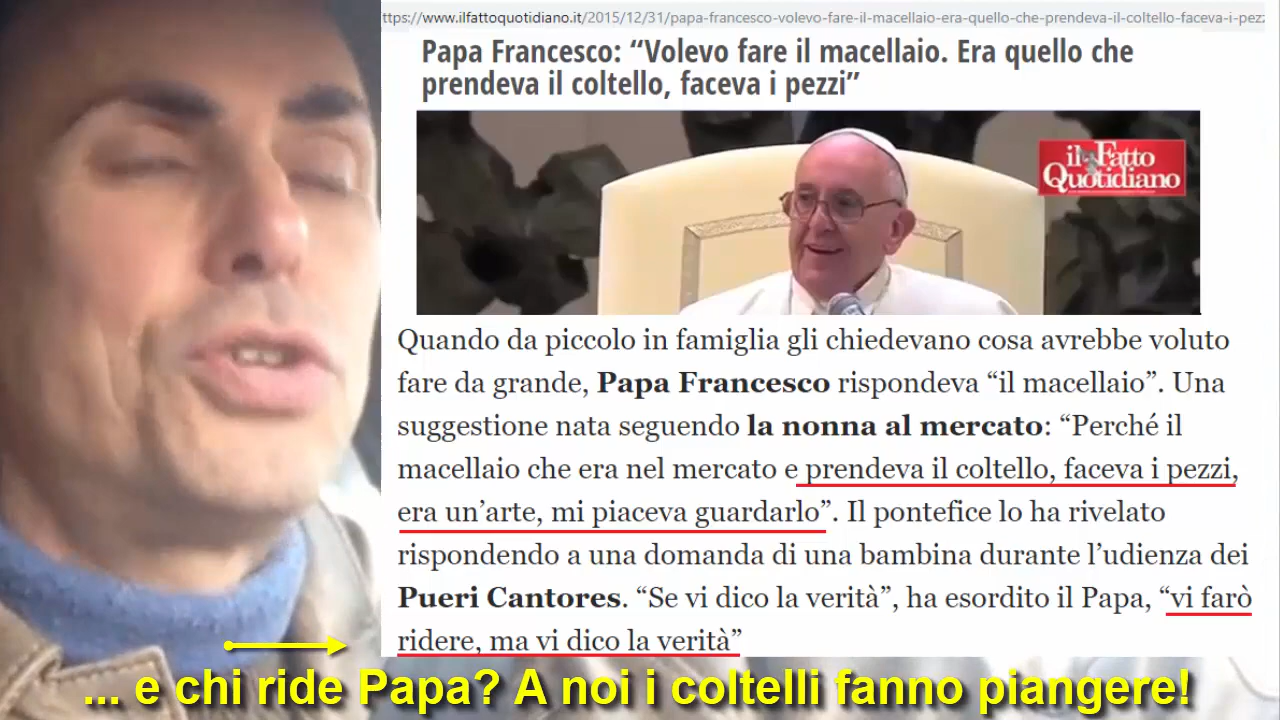 ttps://www.ilfattoquotidiano.it/2015/12/31/papa-francesco-volevo-fare-il-macellaio-era-quello-che-prendeva-il-coltello-faceva-i-pez
Papa Francesco: “Volevo fare il macellaio. Era quello che
prendeva il coltello, faceva i pezzi”
il Fatto
Quotidiano
Quando da piccolo in famiglia gli chiedevano cosa avrebbe voluto
fare da grande, Papa Francesco rispondeva “il macellaio”. Una
suggestione nata seguendo la nonna al mercato: “Perché il
macellaio che era nel mercato e prendeva il coltello, faceva i pezzi,
era un’arte, mi piaceva guardarlo”. Il pontefice lo ha rivelato
rispondendo a una domanda di una bambina durante l’udienza dei
Pueri Cantores. “Se vi dico la verità”, ha esordito il Papa, “vi farò
ridere, ma vi dico la verità”
... e chi ride Papa? A noi i coltelli fanno piangere!